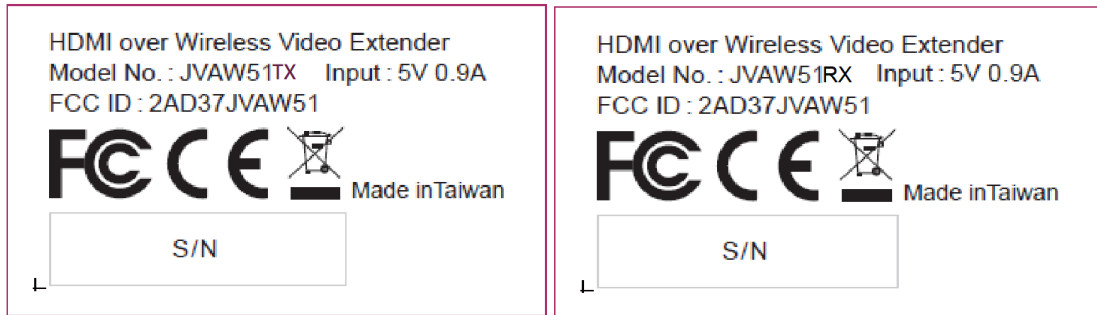 HDMI over Wireless Video Extender
Model No. : JVAW51TX Input : 5V 0.9A
FCC ID : 2AD37JVAW51
FC CE
Made inTaiwan
S/N
HDMI over Wireless Video Extender
Model No. : JVAW51RX Input : 5V 0.9A
FCC ID : 2AD37JVAW51
FC CE
Made inTaiwan
S/N